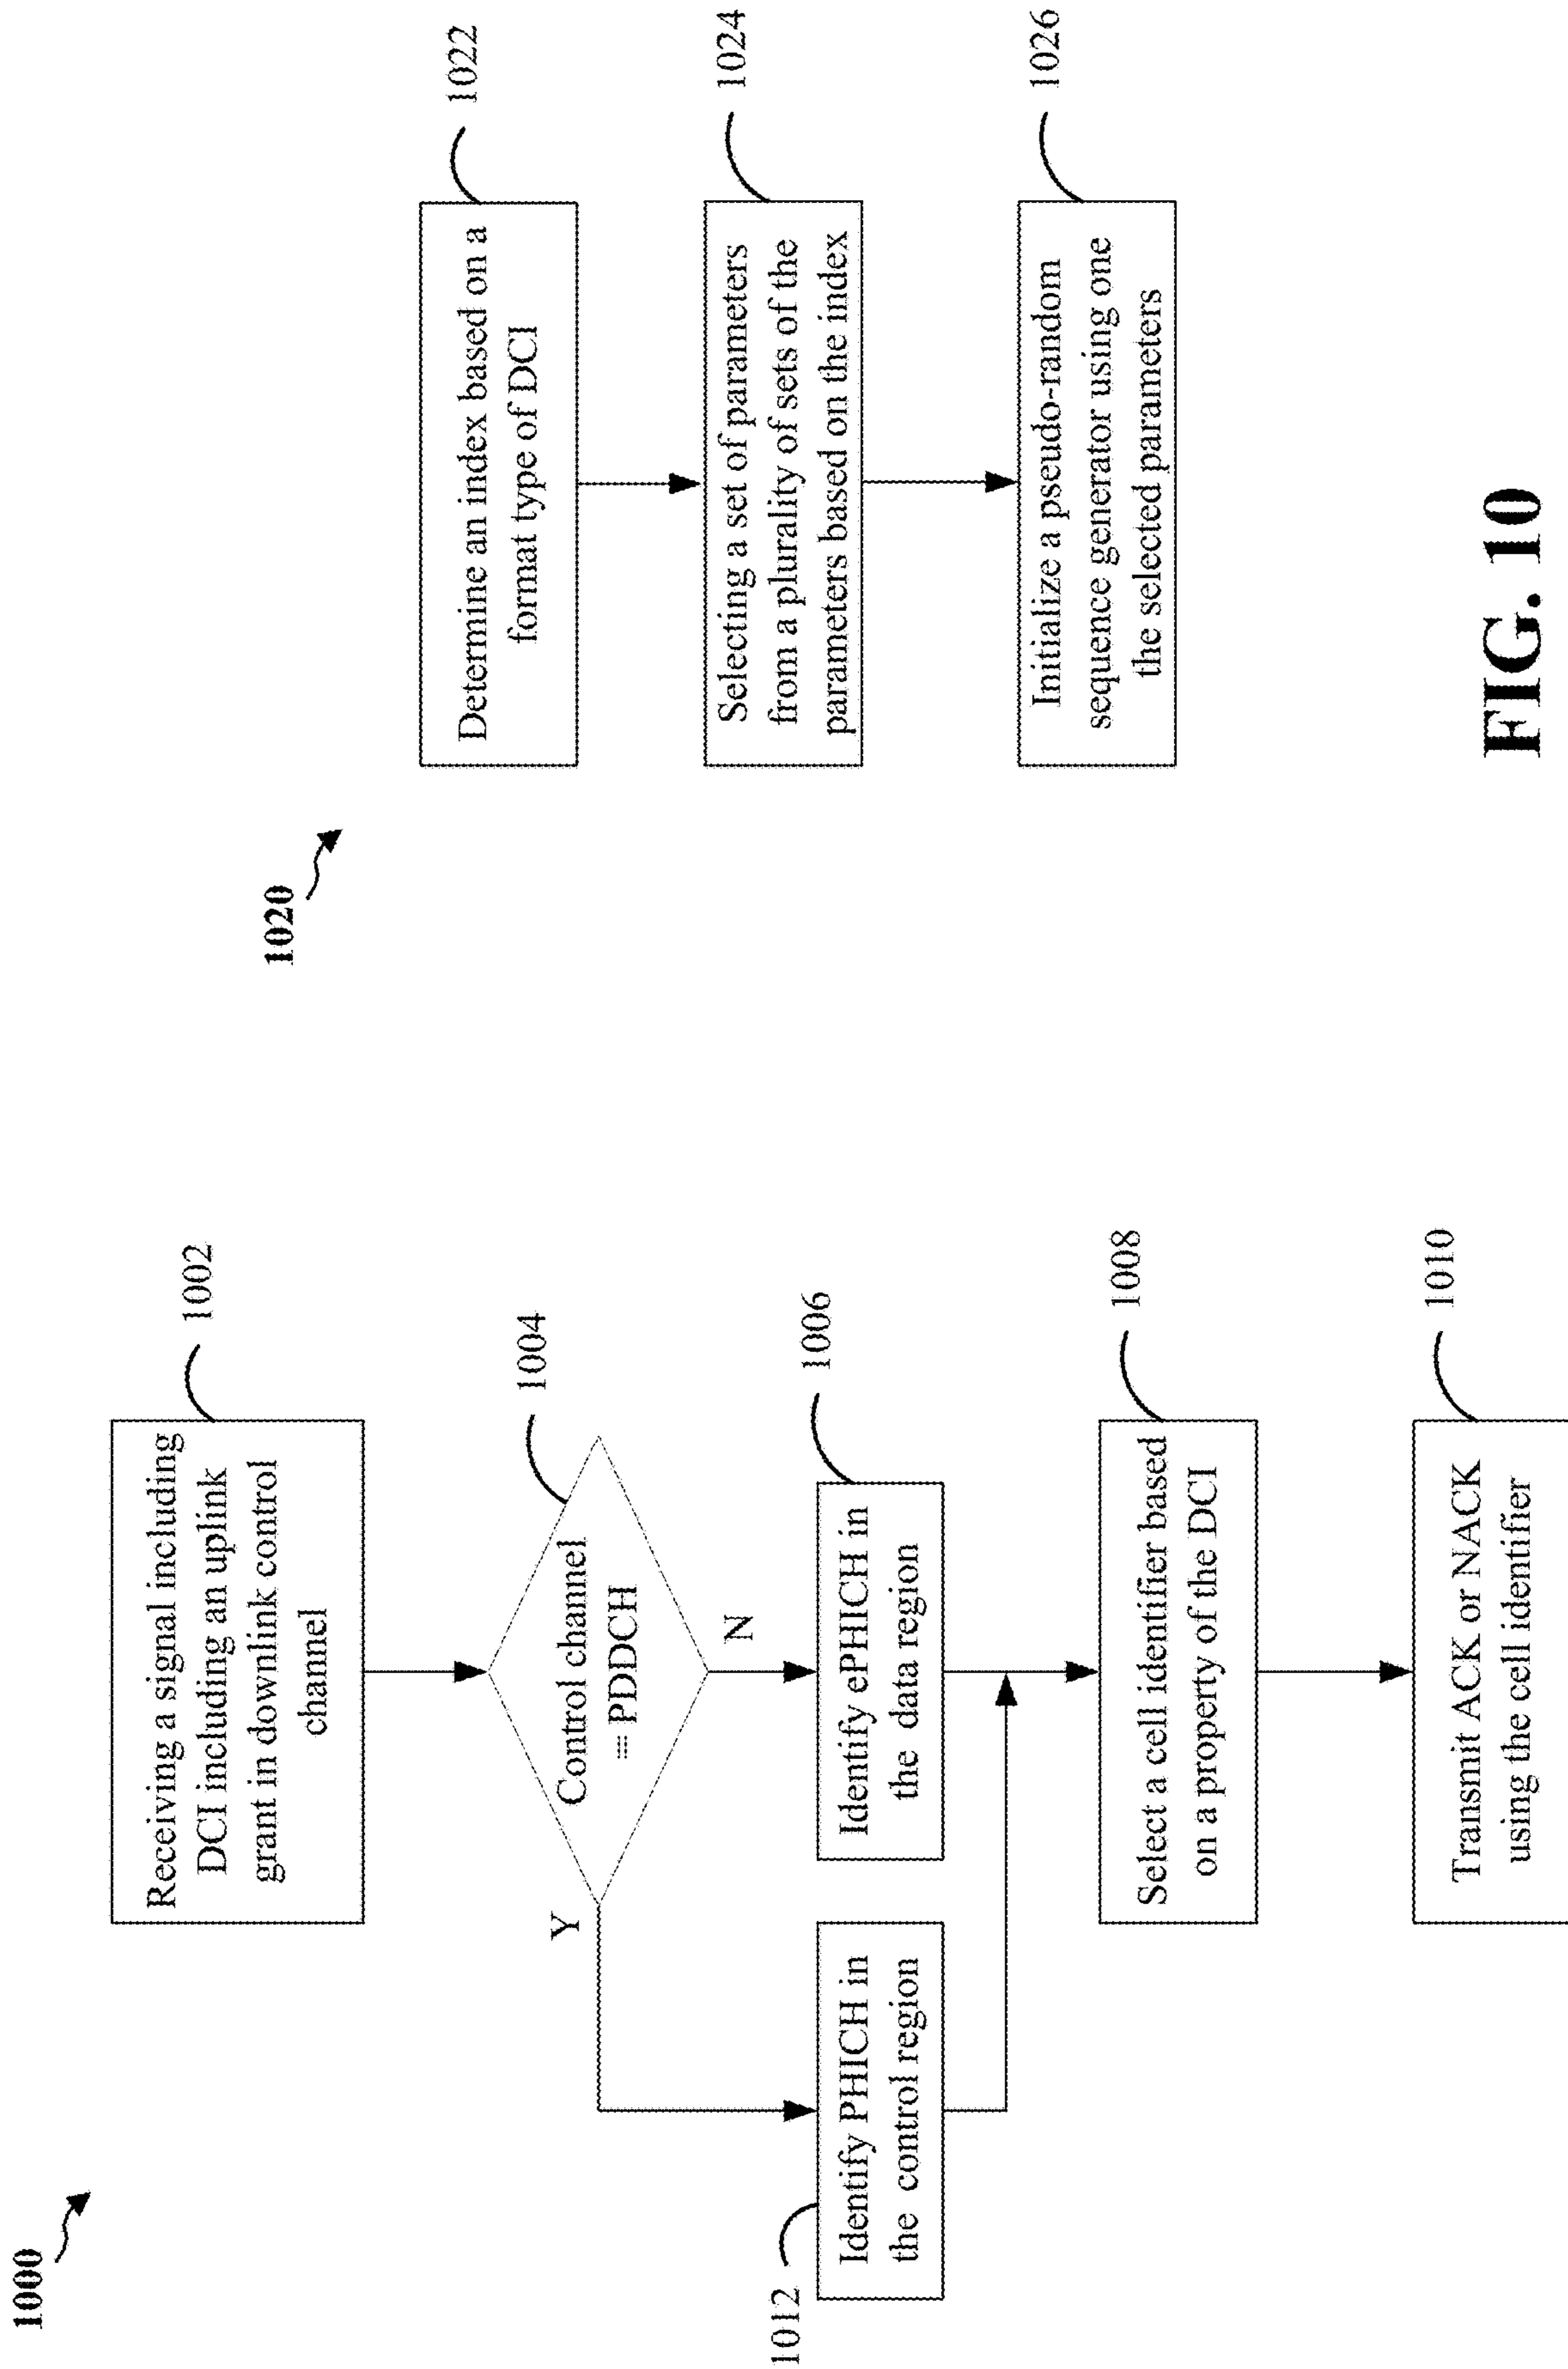 1000
Receiving a signal including
DCI including an uplink
grant in downlink control
channel
1002
Control channel
= PDDCH
1004
Y
N
Identify PHICH in
the control region
1012
Identify ePHICH in
the data region
1006
Select a cell identifier based
on a property of the DCI
1008
Transmit ACK or NACK
using the cell identifier
1010
1020
Determine an index based on a
format type of DCI
1022
Selecting a set of parameters
from a plurality of sets of the
parameters based on the index
1024
Initialize a pseudo-random
sequence generator using one
the selected parameters
1026
FIG. 10